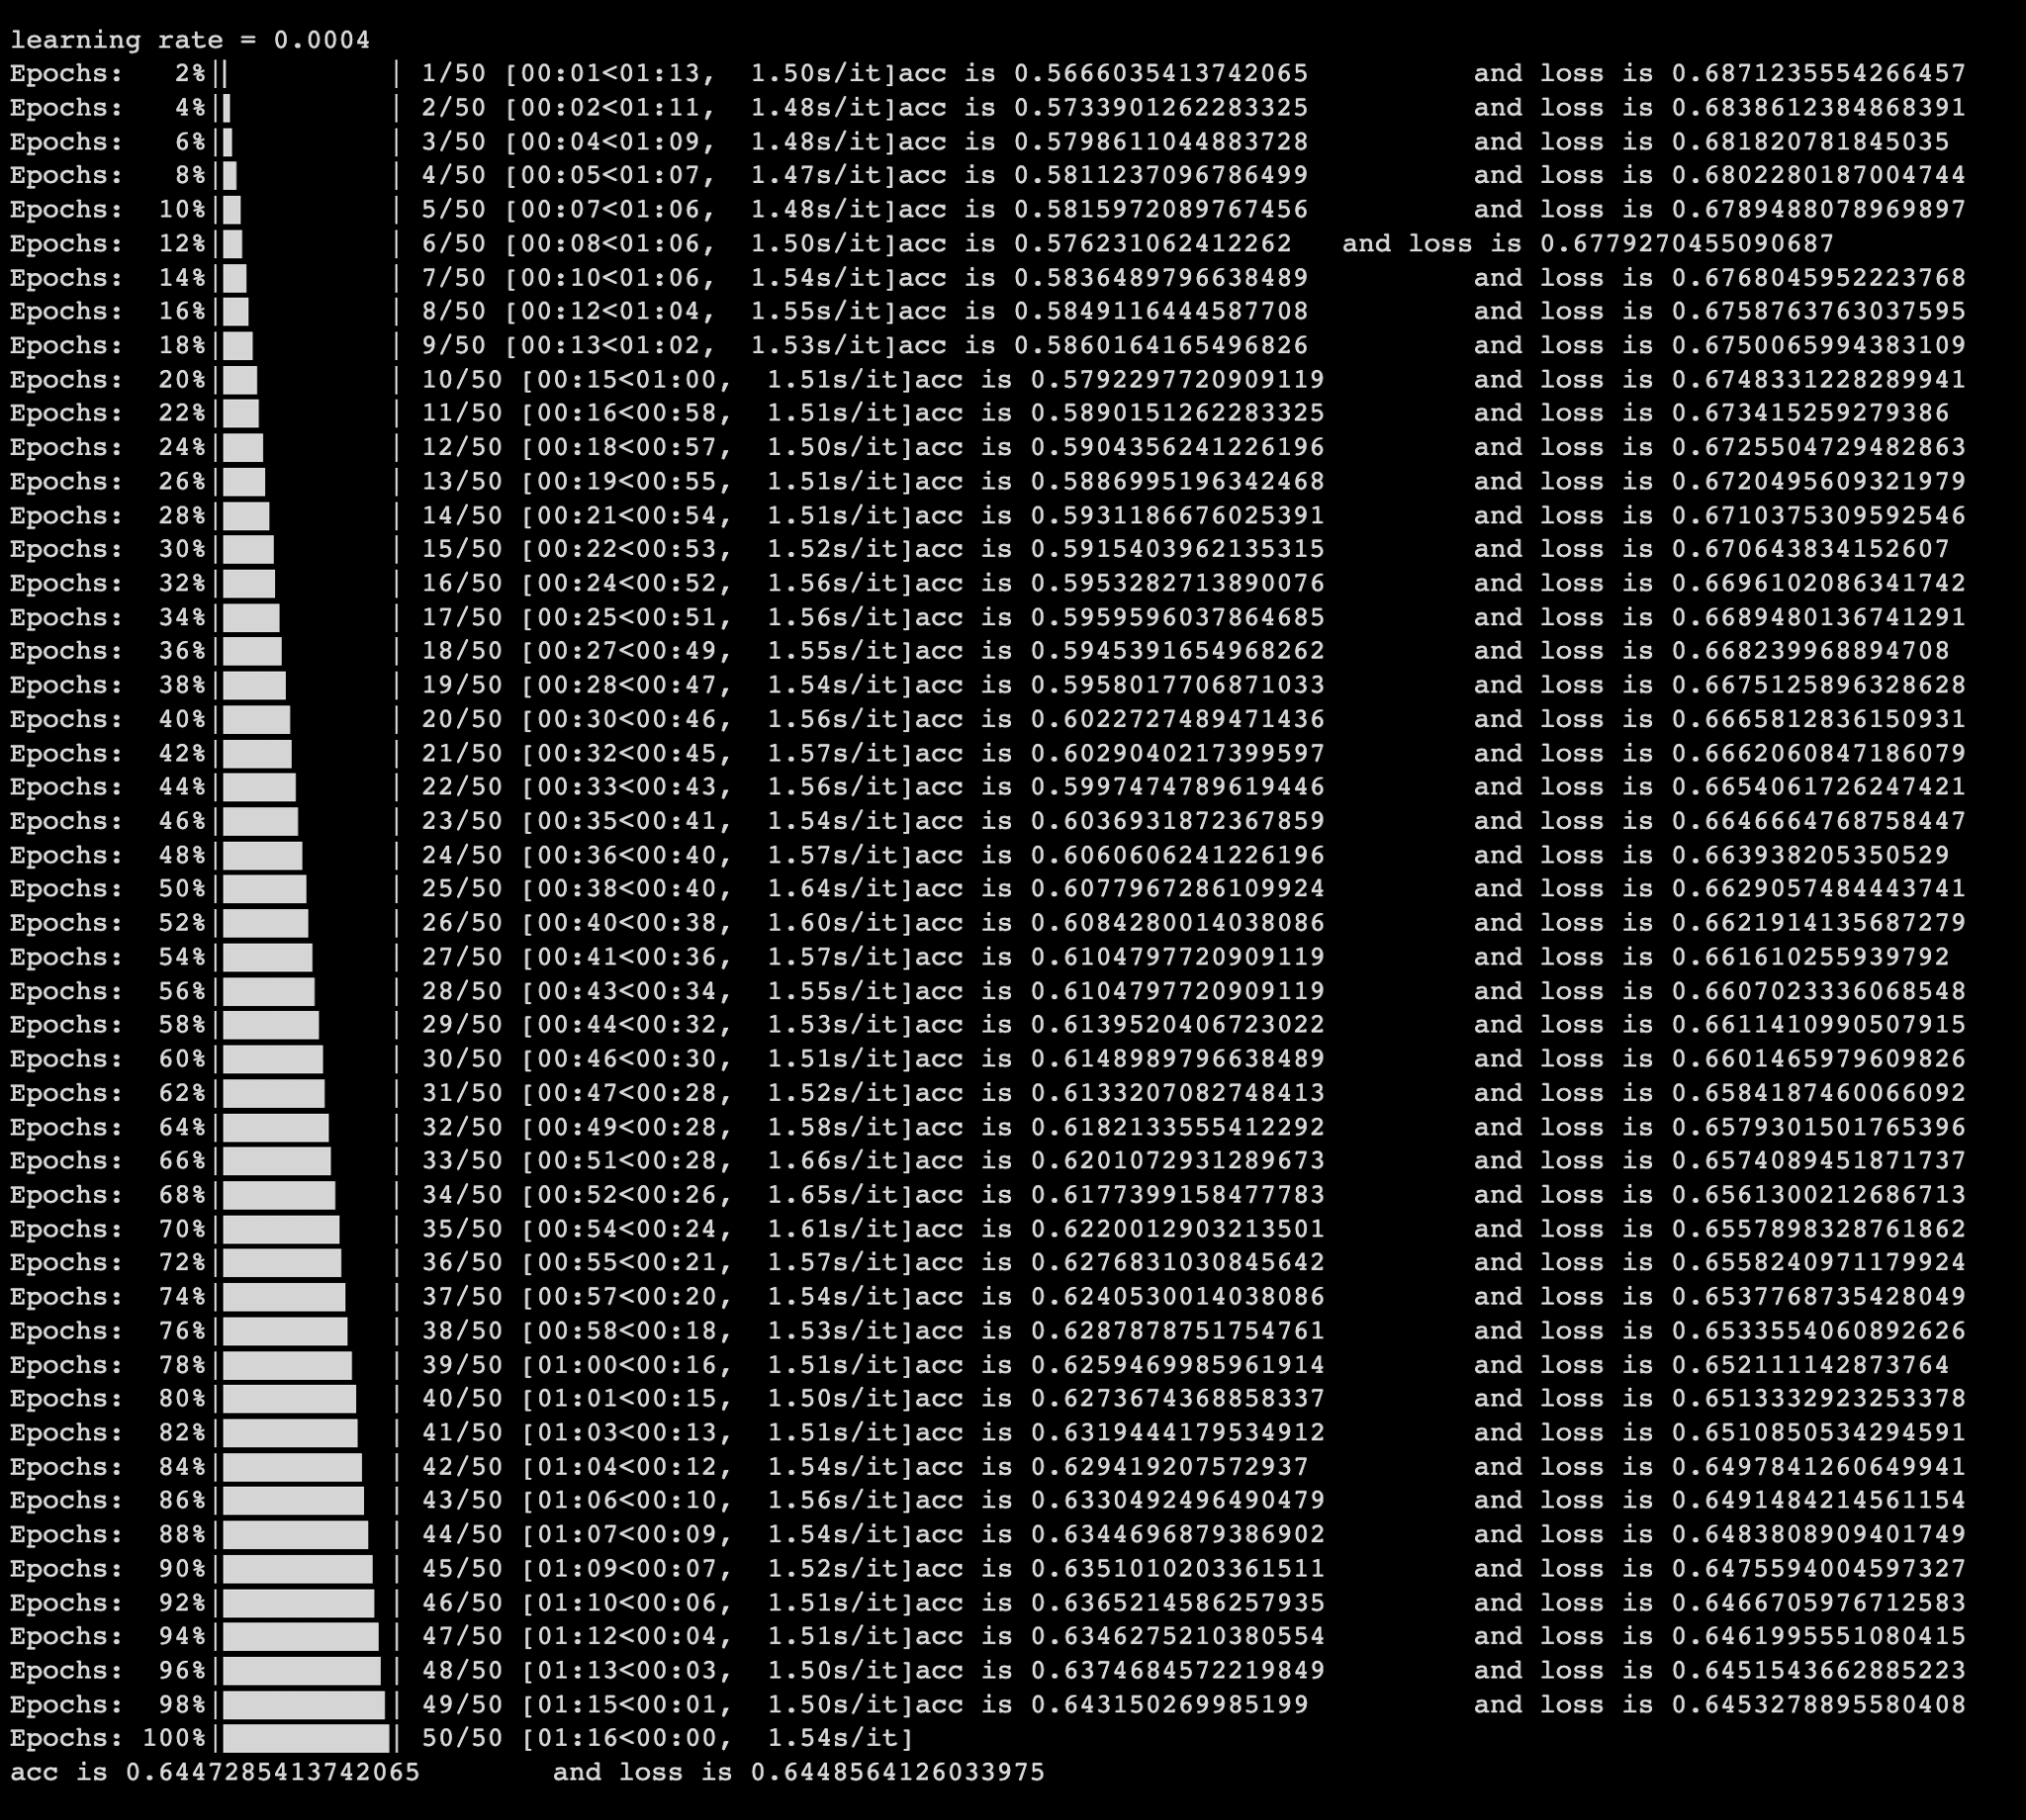 learning rate = 0.0004
Epochs:   2%|| | 1/50 [00:01<01:13,  1.50s/it]acc is 0.5666035413742065 and loss is 0.6871235554266457
Epochs:   4%| | 2/50 [00:02<01:11,  1.48s/it]acc is 0.5733901262283325 and loss is 0.6838612384868391
Epochs:   6%| | 3/50 [00:04<01:09,  1.48s/it]acc is 0.5798611044883728 and loss is 0.681820781845035
Epochs:   8%| | 4/50 [00:05<01:07,  1.47s/it]acc is 0.5811237096786499 and loss is 0.6802280187004744
Epochs:  10%| | 5/50 [00:07<01:06,  1.48s/it]acc is 0.5815972089767456 and loss is 0.6789488078969897
Epochs:  12%| | 6/50 [00:08<01:06,  1.50s/it]acc is 0.576231062412262 and loss is 0.6779270455090687
Epochs:  14%| | 7/50 [00:10<01:06,  1.54s/it]acc is 0.5836489796638489 and loss is 0.6768045952223768
Epochs:  16%| | 8/50 [00:12<01:04,  1.55s/it]acc is 0.5849116444587708 and loss is 0.6758763763037595
Epochs:  18%| | 9/50 [00:13<01:02,  1.53s/it]acc is 0.5860164165496826 and loss is 0.6750065994383109
Epochs:  20%| | 10/50 [00:15<01:00,  1.51s/it]acc is 0.5792297720909119 and loss is 0.6748331228289941
Epochs:  22%| | 11/50 [00:16<00:58,  1.51s/it]acc is 0.5890151262283325 and loss is 0.673415259279386
Epochs:  24%| | 12/50 [00:18<00:57,  1.50s/it]acc is 0.5904356241226196 and loss is 0.6725504729482863
Epochs:  26%| | 13/50 [00:19<00:55,  1.51s/it]acc is 0.5886995196342468 and loss is 0.6720495609321979
Epochs:  28%| | 14/50 [00:21<00:54,  1.51s/it]acc is 0.5931186676025391 and loss is 0.6710375309592546
Epochs:  30%| | 15/50 [00:22<00:53,  1.52s/it]acc is 0.5915403962135315 and loss is 0.670643834152607
Epochs:  32%| | 16/50 [00:24<00:52,  1.56s/it]acc is 0.595328271389076 and loss is 0.6696102086341742
Epochs:  34%| | 17/50 [00:25<00:51,  1.56s/it]acc is 0.5959596037864685 and loss is 0.6689480136741291
Epochs:  36%| | 18/50 [00:27<00:49,  1.55s/it]acc is 0.5945391654968262 and loss is 0.668239968894708
Epochs:  38%| | 19/50 [00:28<00:47,  1.54s/it]acc is 0.5958017706871033 and loss is 0.6675125896328628
Epochs:  40%| | 20/50 [00:30<00:46,  1.56s/it]acc is 0.6022727489471436 and loss is 0.6665812836150931
Epochs:  42%| | 21/50 [00:32<00:45,  1.57s/it]acc is 0.6029040217399597 and loss is 0.6662060847186079
Epochs:  44%| | 22/50 [00:33<00:43,  1.56s/it]acc is 0.5997474789619446 and loss is 0.6654061726247421
Epochs:  46%| | 23/50 [00:35<00:41,  1.54s/it]acc is 0.6036931872367859 and loss is 0.6646664768758447
Epochs:  48%| | 24/50 [00:36<00:40,  1.57s/it]acc is 0.6060606241226196 and loss is 0.663938205350529
Epochs:  50%| | 25/50 [00:38<00:40,  1.64s/it]acc is 0.6077967286109924 and loss is 0.6629057484443741
Epochs:  52%| | 26/50 [00:40<00:38,  1.60s/it]acc is 0.6084280014038086 and loss is 0.6621914135687279
Epochs:  54%| | 27/50 [00:41<00:36,  1.57s/it]acc is 0.6104797720909119 and loss is 0.661610255939792
Epochs:  56%| | 28/50 [00:43<00:34,  1.55s/it]acc is 0.6104797720909119 and loss is 0.6607023336068548
Epochs:  58%| | 29/50 [00:44<00:32,  1.53s/it]acc is 0.6139520406723022 and loss is 0.6611410990507915
Epochs:  60%| | 30/50 [00:46<00:30,  1.51s/it]acc is 0.6148989796638489 and loss is 0.6601465979609826
Epochs:  62%| | 31/50 [00:47<00:28,  1.52s/it]acc is 0.6133207082748413 and loss is 0.6584187460066092
Epochs:  64%| | 32/50 [00:49<00:28,  1.58s/it]acc is 0.6182133555412292 and loss is 0.6579301501765396
Epochs:  66%| | 33/50 [00:51<00:28,  1.66s/it]acc is 0.6201072931289673 and loss is 0.6574089451871737
Epochs:  68%| | 34/50 [00:52<00:26,  1.65s/it]acc is 0.6177399158477783 and loss is 0.6561300212686713
Epochs:  70%| | 35/50 [00:54<00:24,  1.61s/it]acc is 0.6220012903213501 and loss is 0.6557898328761862
Epochs:  72%| | 36/50 [00:55<00:21,  1.57s/it]acc is 0.6276831030845642 and loss is 0.6558240971179924
Epochs:  74%| | 37/50 [00:57<00:20,  1.54s/it]acc is 0.6240530014038086 and loss is 0.6537768735428049
Epochs:  76%| | 38/50 [00:58<00:18,  1.53s/it]acc is 0.6287878751754761 and loss is 0.6533554060892626
Epochs:  78%| | 39/50 [01:00<00:16,  1.51s/it]acc is 0.6259469985961914 and loss is 0.652111142873764
Epochs:  80%| | 40/50 [01:01<00:15,  1.50s/it]acc is 0.6273674368858337 and loss is 0.6513332923253378
Epochs:  82%| | 41/50 [01:03<00:13,  1.51s/it]acc is 0.6319444179534912 and loss is 0.6510850534294591
Epochs:  84%| | 42/50 [01:04<00:12,  1.54s/it]acc is 0.629419207572937 and loss is 0.6497841260649941
Epochs:  86%| | 43/50 [01:06<00:10,  1.56s/it]acc is 0.6330492496490479 and loss is 0.6491484214561154
Epochs:  88%| | 44/50 [01:07<00:09,  1.54s/it]acc is 0.6344696879386902 and loss is 0.6483808909401749
Epochs:  90%| | 45/50 [01:09<00:07,  1.52s/it]acc is 0.6351010203361511 and loss is 0.6475594004597327
Epochs:  92%| | 46/50 [01:10<00:06,  1.51s/it]acc is 0.6365214586257935 and loss is 0.6466705976712583
Epochs:  94%| | 47/50 [01:12<00:04,  1.51s/it]acc is 0.6346275210380554 and loss is 0.6461995551080415
Epochs:  96%| | 48/50 [01:13<00:03,  1.50s/it]acc is 0.6374684572219849 and loss is 0.6451543662885223
Epochs:  98%| | 49/50 [01:15<00:01,  1.50s/it]acc is 0.643150269985199 and loss is 0.6453278895580408
Epochs: 100%| | 50/50 [01:16<00:00,  1.54s/it]
acc is 0.6447285413742065 and loss is 0.6448564126033975